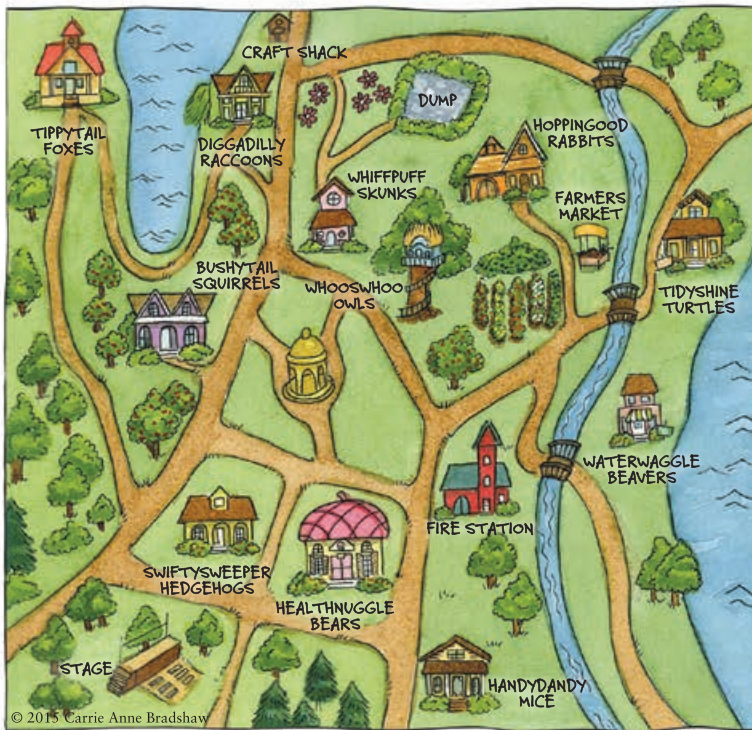 CRAFT SHACK
TIPPYTAIL
FOXES
DIGGADILLY
RACCOONS
DUMP
HOPPINGOOD
RABBITS
WHIFFPUFF
SKUNKS
FARMERS
MARKET
BUSHYTAIL
SQUIRRELS
WHOOSWHOO
OWLS
TIDYSHINE
TURTLES
WATERWAGGLE
BEAVERS
FIRE STATION
SWIFTYSWEEPER
HEDGEHOGS
HEALTHNUGGLE
BEARS
STAGE
HANDYDANDY
MICE
© 2015 Carrie Anne Bradshaw